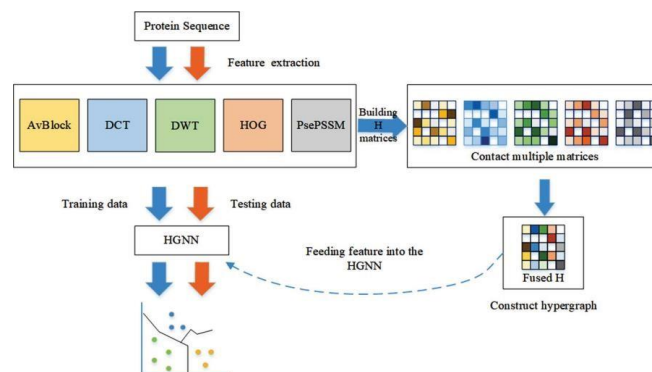 Protein Sequence
Feature extraction
AvBlock
DCT
DWT
HOG
PsePSSM
Building
H
matrices
Contact multiple matrices
Training data
Testing data
HGNN
Feeding feature into the
HGNN
Fused H
Construct hypergraph